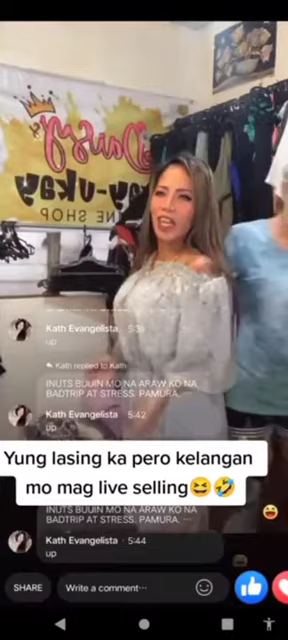 Daisy's
Ukay-ukay
ONLINE SHOP
Kath Evangelista 5:36
up
Kath replied to Kath
INUTS BUUIN MO NA ARAW KO NA
BADTRIP AT STRESS. PAMURA. ...
Kath Evangelista · 5:42
up
Yung lasing ka pero kelangan
mo mag live selling😆🤣
INUTS BUUIN MO NA ARAW KO NA
BADTRIP AT STRESS. PAMURA. ...
Kath Evangelista · 5:44
up
SHARE
Write a comment...